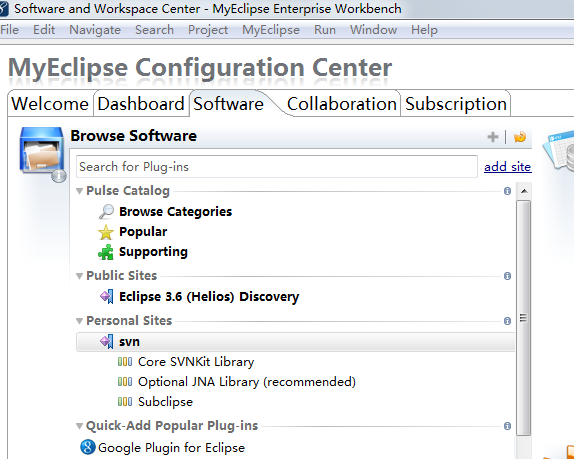 Software and Workspace Center - MyEclipse Enterprise Workbench
File Edit Navigate Search Project MyEclipse Run Window Help
MyEclipse Configuration Center
Welcome Dashboard Software Collaboration Subscription
Browse Software
Search for Plug-ins add site
Pulse Catalog
Browse Categories
Popular
Supporting
Public Sites
Eclipse 3.6 (Helios) Discovery
Personal Sites
svn
Core SVNKit Library
Optional JNA Library (recommended)
Subclipse
Quick-Add Popular Plug-ins
Google Plugin for Eclipse